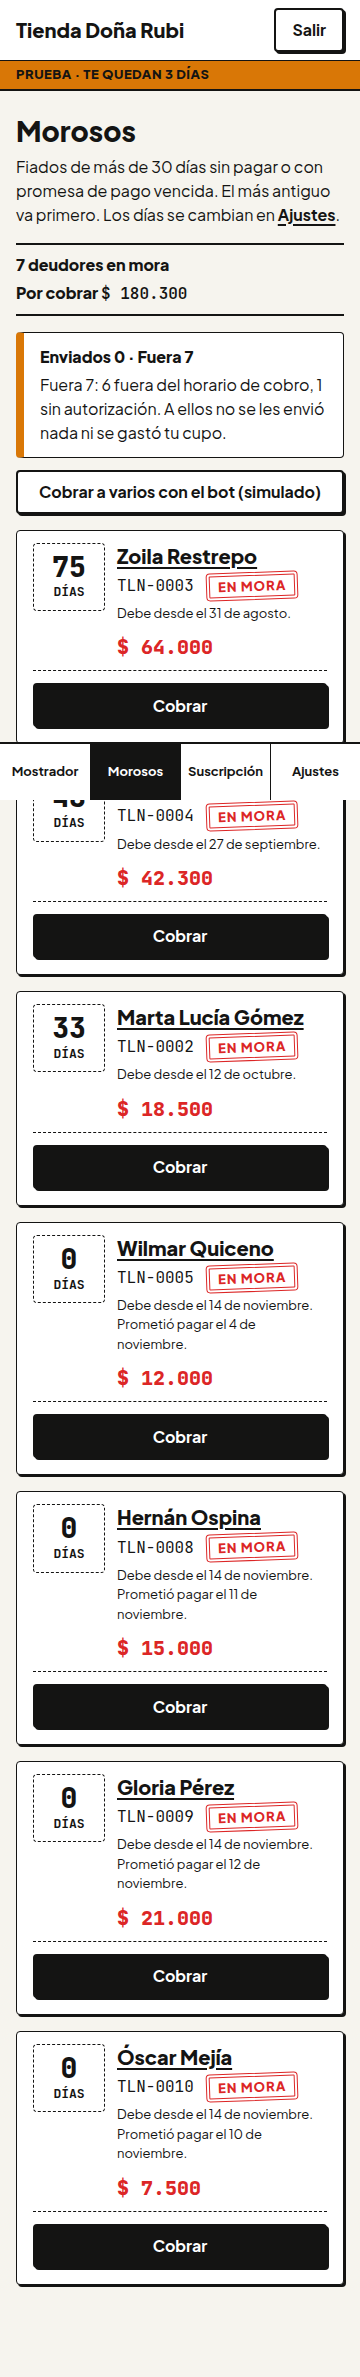 Tienda Doña Rubi
Salir
PRUEBA · TE QUEDAN 3 DÍAS
Morosos
Fiados de más de 30 días sin pagar o con
promesa de pago vencida. El más antiguo
va primero. Los días se cambian en Ajustes.
7 deudores en mora
Por cobrar $ 180.300
Enviados 0 · Fuera 7
Fuera 7: 6 fuera del horario de cobro, 1
sin autorización. A ellos no se les envió
nada ni se gastó tu cupo.
Cobrar a varios con el bot (simulado)
75
DÍAS
Zoila Restrepo
TLN-0003 EN MORA
Debe desde el 31 de agosto.
$ 64.000
Cobrar
Mostrador Morosos Suscripción Ajustes
DÍAS
TLN-0004 EN MORA
Debe desde el 27 de septiembre.
$ 42.300
Cobrar
33
DÍAS
Marta Lucía Gómez
TLN-0002 EN MORA
Debe desde el 12 de octubre.
$ 18.500
Cobrar
0
DÍAS
Wilmar Quiceno
TLN-0005 EN MORA
Debe desde el 14 de noviembre.
Prometió pagar el 4 de
noviembre.
$ 12.000
Cobrar
0
DÍAS
Hernán Ospina
TLN-0008 EN MORA
Debe desde el 14 de noviembre.
Prometió pagar el 11 de
noviembre.
$ 15.000
Cobrar
0
DÍAS
Gloria Pérez
TLN-0009 EN MORA
Debe desde el 14 de noviembre.
Prometió pagar el 12 de
noviembre.
$ 21.000
Cobrar
0
DÍAS
Óscar Mejía
TLN-0010 EN MORA
Debe desde el 14 de noviembre.
Prometió pagar el 10 de
noviembre.
$ 7.500
Cobrar